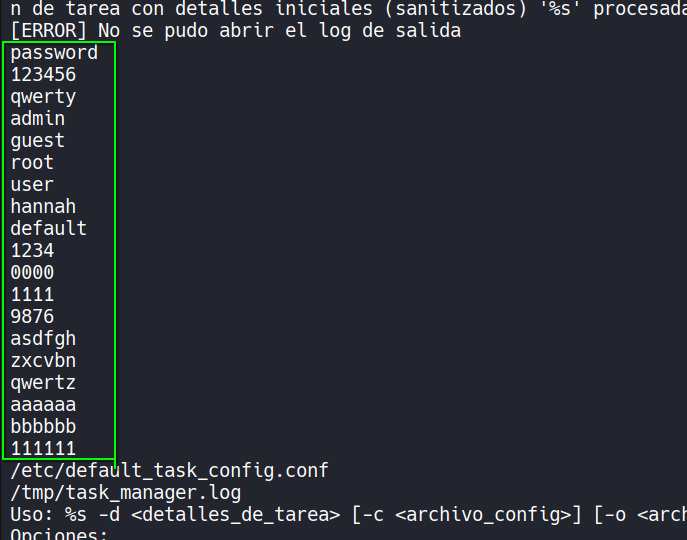 n de tarea con detalles iniciales (sanitizados) '%s' procesada
[ERROR] No se pudo abrir el log de salida
password
123456
qwerty
admin
guest
root
user
hannah
default
1234
0000
1111
9876
asdfgh
zxcvbn
qwertz
aaaaaa
bbbbbb
111111
/etc/default_task_config.conf
/tmp/task_manager.log
Uso: %s -d <detalles_de_tarea> [-c <archivo_config>] [-o <arch
Opciones: